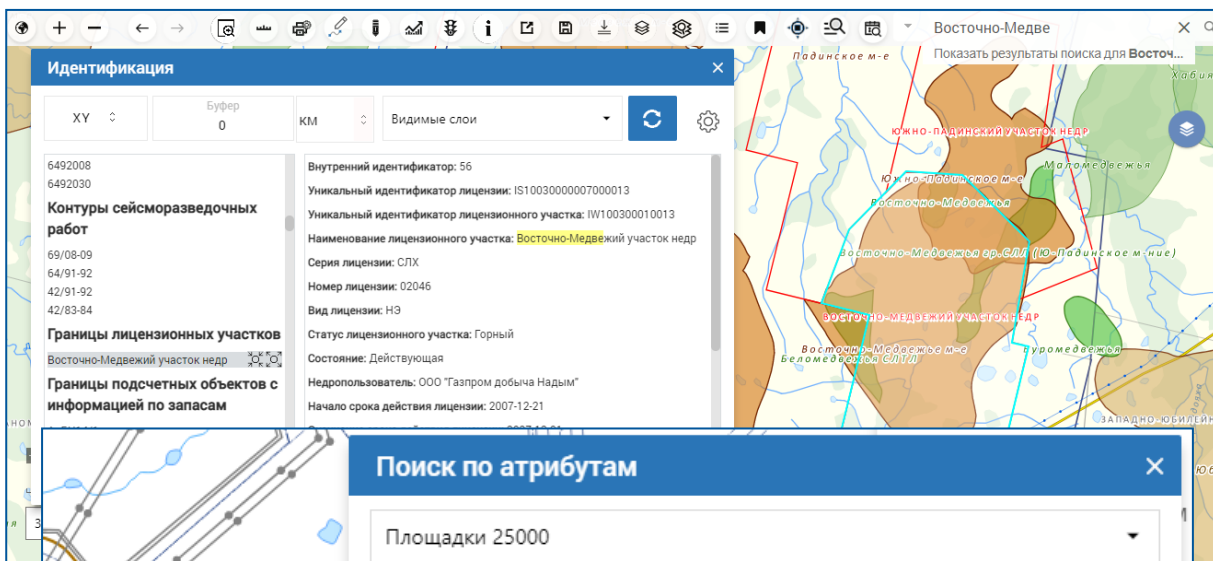 Восточно-Медве
Показать результаты поиска для Восточ...
Идентификация
XY
Буфер
0
КМ
Видимые слои
6492008
6492030
Контуры сейсморазведочных
работ
69/08-09
64/91-92
42/91-92
42/83-84
Границы лицензионных участков
Восточно-Медвежий участок недр
Границы подсчетных объектов с
информацией по запасам
Внутренний идентификатор: 56
Уникальный идентификатор лицензии: IS10030000007000013
Уникальный идентификатор лицензионного участка: IW100300010013
Наименование лицензионного участка: Восточно-Медвежий участок недр
Серия лицензии: СЛХ
Номер лицензии: 02046
Вид лицензии: НЭ
Статус лицензионного участка: Горный
Состояние: Действующая
Недропользователь: ООО "Газпром добыча Надым"
Начало срока действия лицензии: 2007-12-21
Падинское м-е
ЮЖНО-ПАДИНСКИЙ УЧАСТОК НЕДР
Маломедвежья
Южно-Падинское м-е
Восточно-Медвежья
Восточно-Медвежья гр.СЛЛ (Ю-Падинское м-ние)
ВОСТОЧНО-МЕДВЕЖИЙ УЧАСТОК НЕДР
Восточно-Медвежье м-е
Беломедвежья СЛТЛ
Буромедвежья
Поиск по атрибутам
Площадки 25000